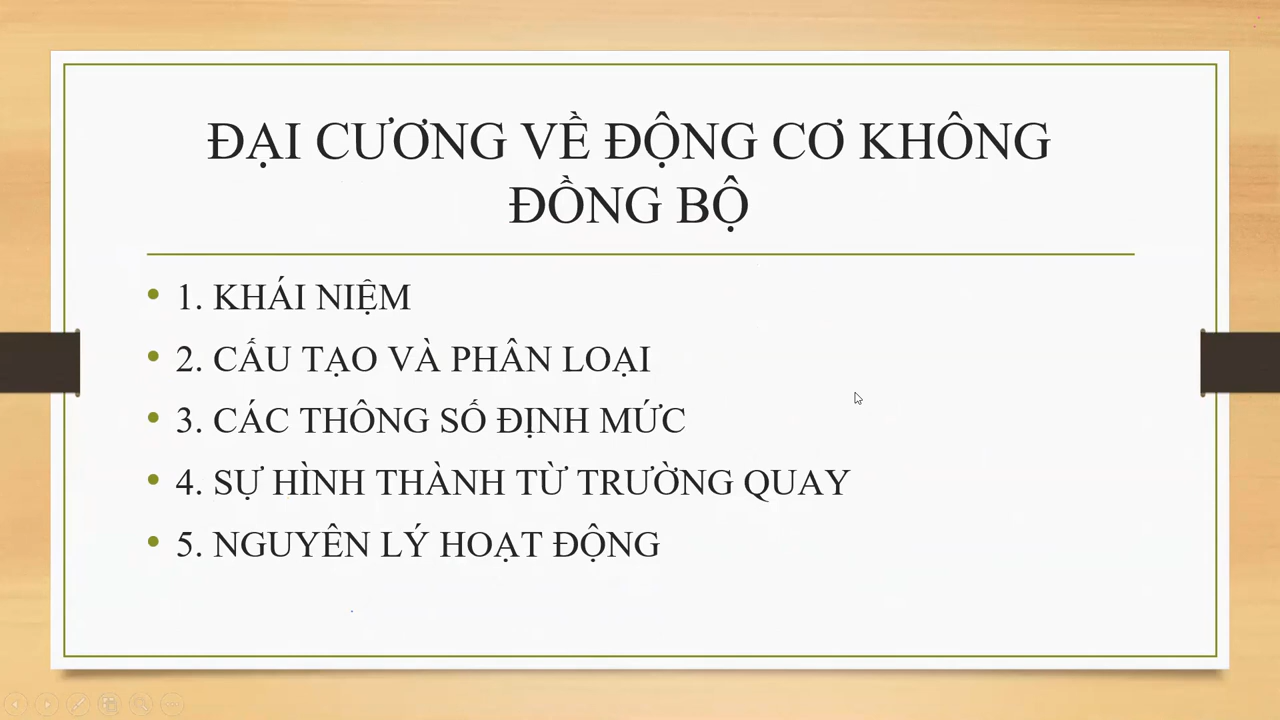 ĐẠI CƯƠNG VỀ ĐỘNG CƠ KHÔNG
ĐỒNG BỘ
• 1. KHÁI NIỆM
• 2. CẤU TẠO VÀ PHÂN LOẠI
• 3. CÁC THÔNG SỐ ĐỊNH MỨC
• 4. SỰ HÌNH THÀNH TỪ TRƯỜNG QUAY
• 5. NGUYÊN LÝ HOẠT ĐỘNG